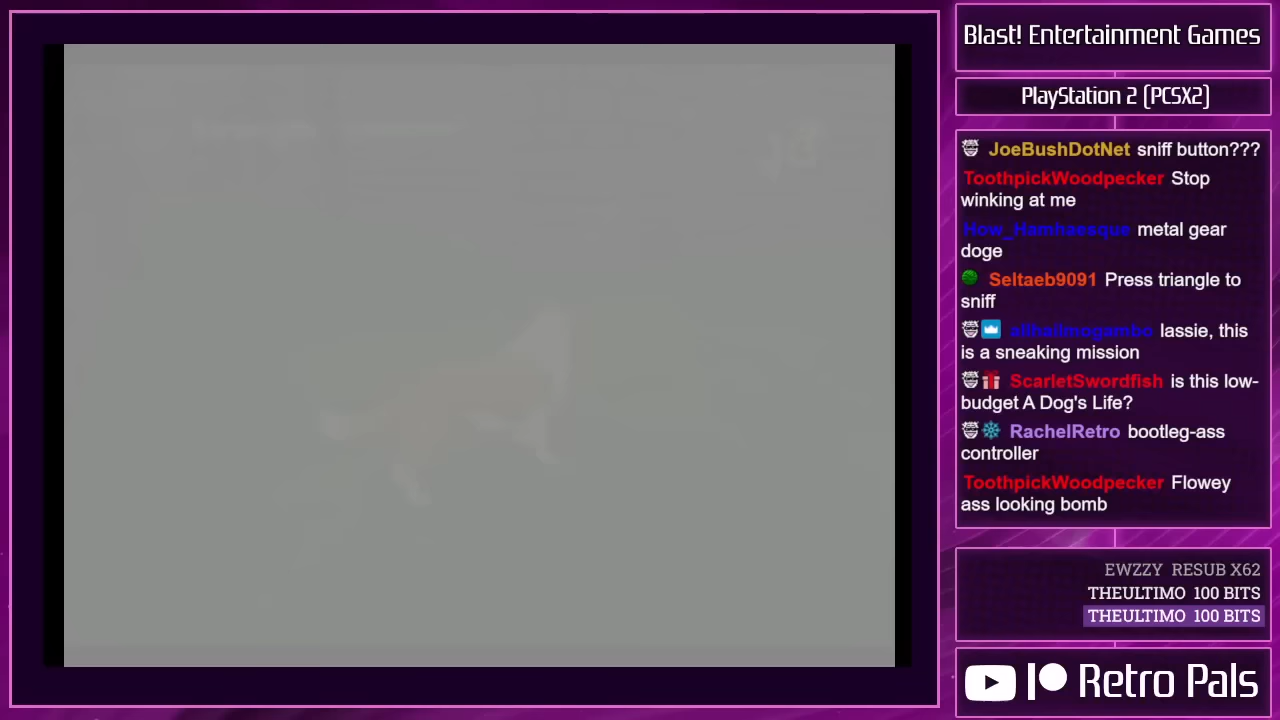 Blast! Entertainment Games
PlayStation 2 (PCSX2)
JoeBushDotNet sniff button???
ToothpickWoodpecker Stop
winking at me
How_Hamhaesque metal gear
doge
Seltaeb9091 Press triangle to
sniff
allhailmogambo lassie, this
is a sneaking mission
ScarletSwordfish is this low-
budget A Dog's Life?
RachelRetro bootleg-ass
controller
ToothpickWoodpecker Flowey
ass looking bomb
EWZZY RESUB X62
THEULTIMO 100 BITS
THEULTIMO 100 BITS
Retro Pals